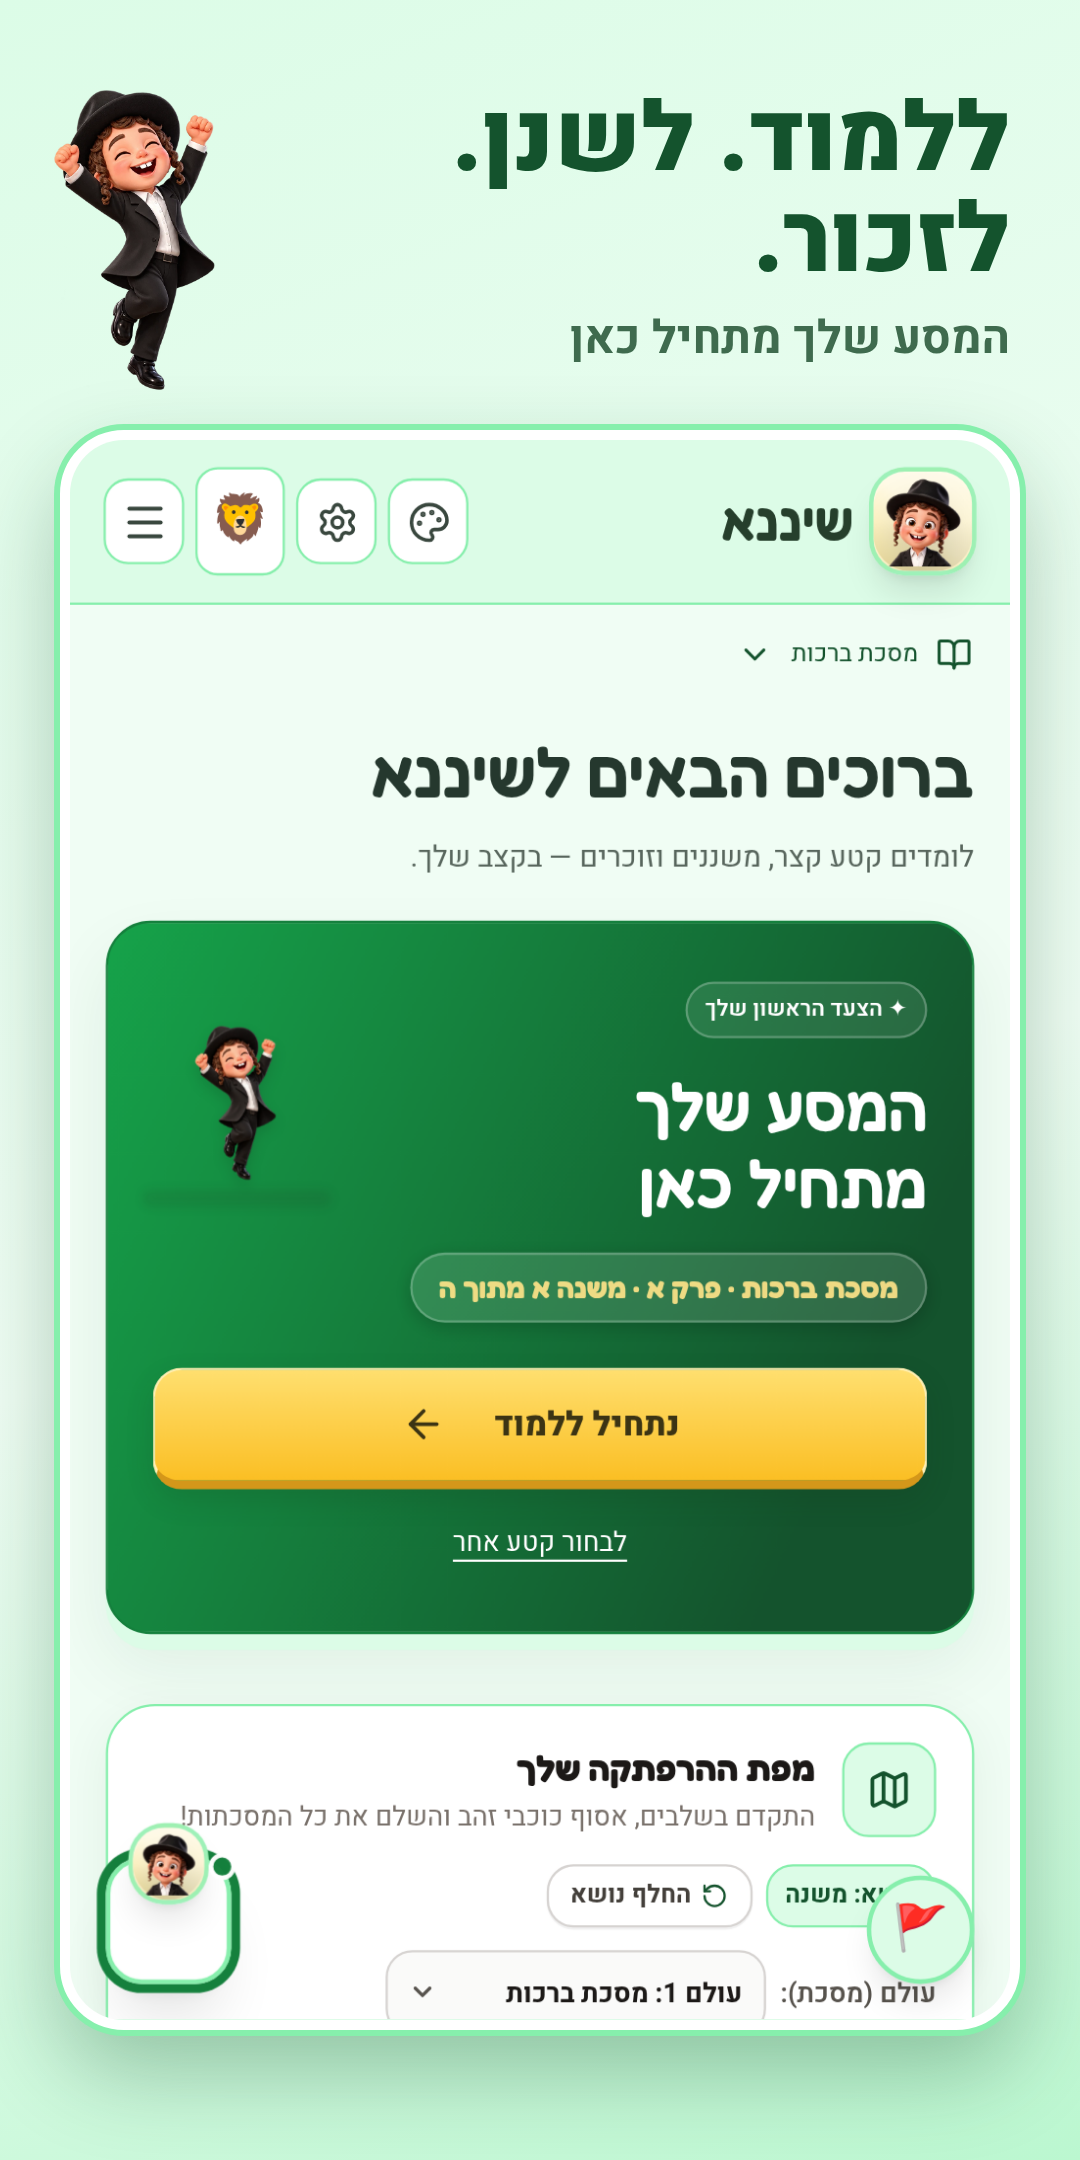 ללמוד. לשנן.
לזכור.
המסע שלך מתחיל כאן
שיננא
מסכת ברכות
ברוכים הבאים לשיננא
לומדים קטע קצר, משננים וזוכרים — בקצב שלך.
✦ הצעד הראשון שלך
המסע שלך
מתחיל כאן
מסכת ברכות · פרק א · משנה א מתוך ה
נתחיל ללמוד
לבחור קטע אחר
מפת ההרפתקה שלך
התקדם בשלבים, אסוף כוכבי זהב והשלם את כל המסכתות!
משנה
החלף נושא
עולם (מסכת):
עולם 1: מסכת ברכות